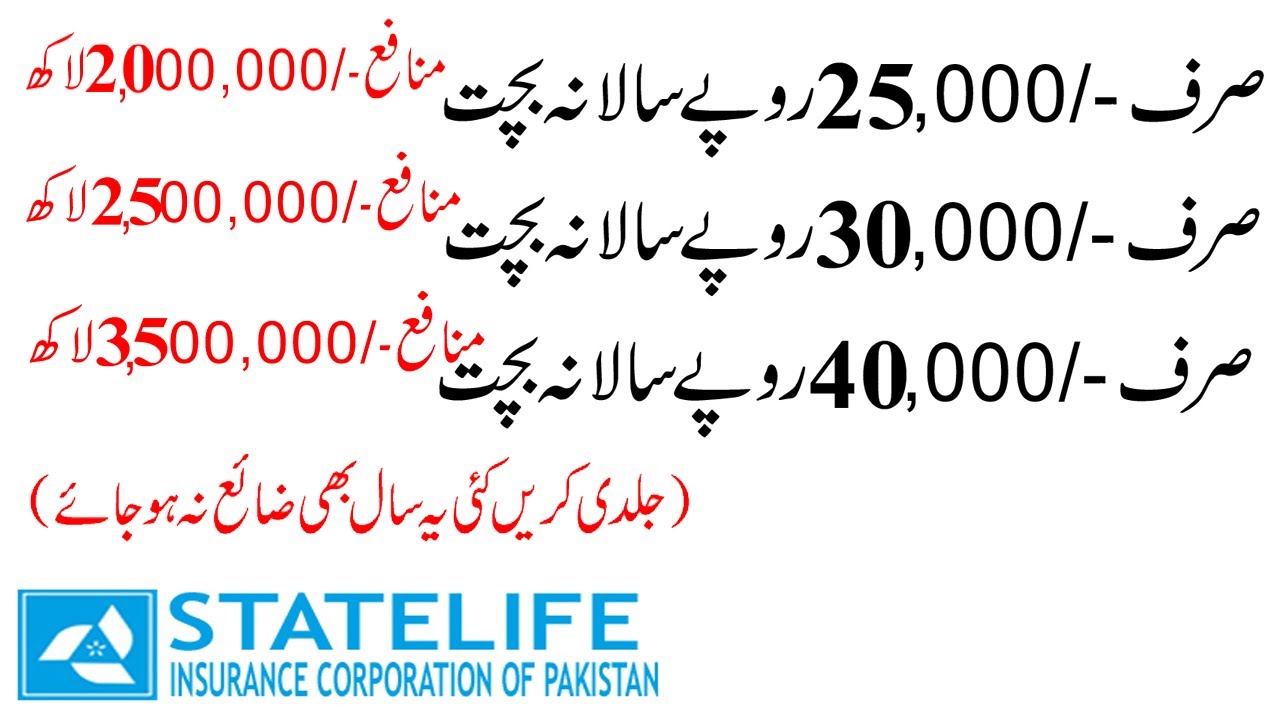 صرف -/25,000 روپے سالانہ بچت منافع -/2,000,000 لاکھ
صرف -/30,000 روپے سالانہ بچت منافع -/2,500,000 لاکھ
صرف -/40,000 روپے سالانہ بچت منافع -/3,500,000 لاکھ
(جلدی کریں کئی یہ سال بھی ضائع نہ ہو جائے)
STATELIFE
INSURANCE CORPORATION OF PAKISTAN